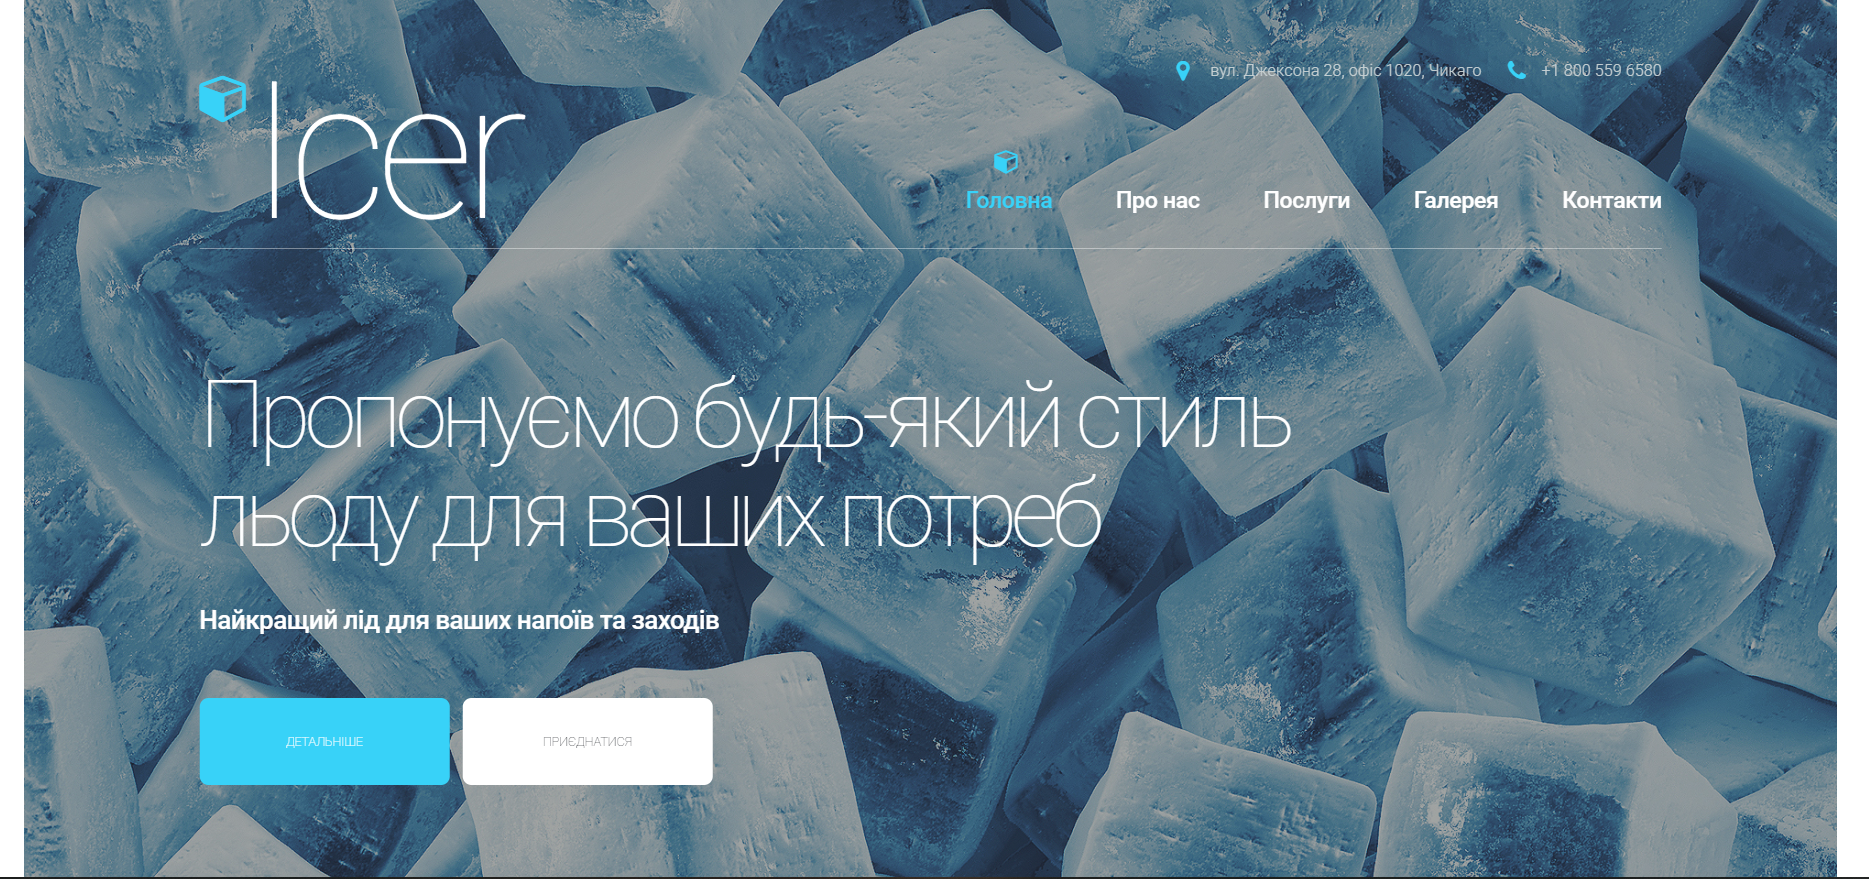 вул. Джексона 28, офіс 1020, Чикаго
+1 800 559 6580
Icer
Головна
Про нас
Послуги
Галерея
Контакти
Пропонуємо будь-який стиль
льоду для ваших потреб
Найкращий лід для ваших напоїв та заходів
ДЕТАЛЬНІШЕ
ПРИЄДНАТИСЯ